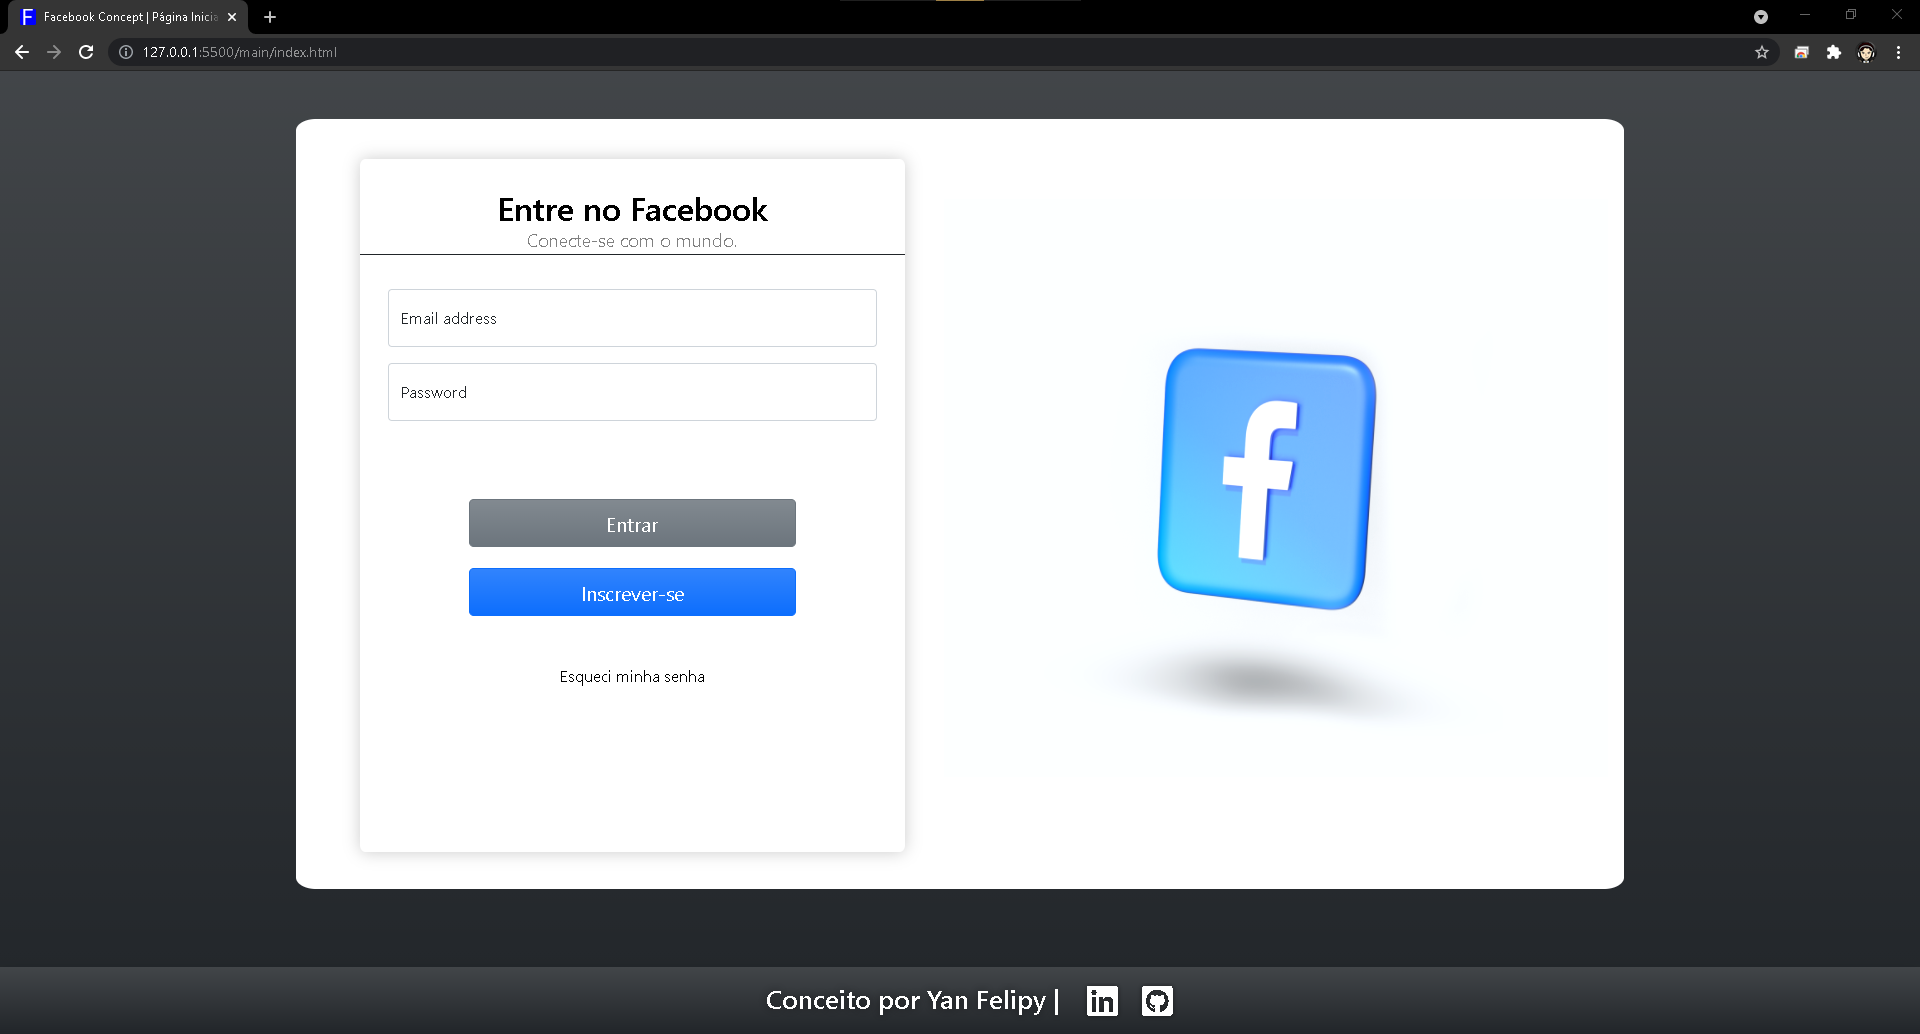 Facebook Concept | Página Inicia
127.0.0.1:5500/main/index.html
Entre no Facebook
Conecte-se com o mundo.
Email address
Password
Entrar
Inscrever-se
Esqueci minha senha
Conceito por Yan Felipy |